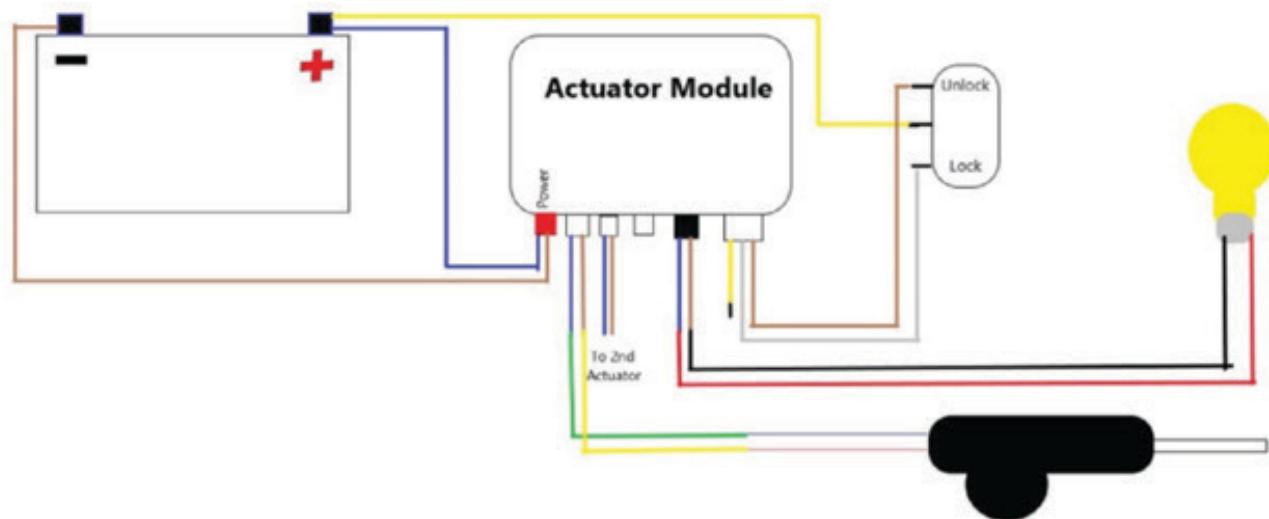 Actuator Module
Unlock
Lock
Power
To 2nd
Actuator